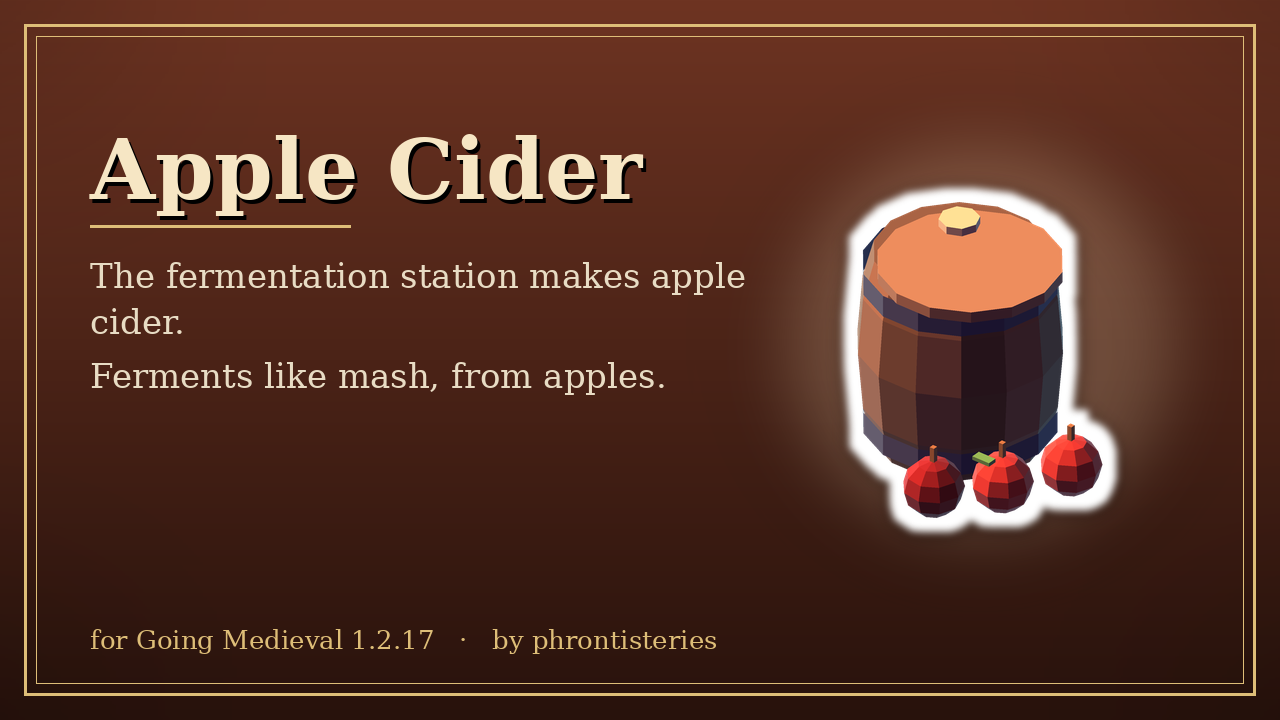 Apple Cider
The fermentation station makes apple
cider.
Ferments like mash, from apples.
for Going Medieval 1.2.17 · by phrontisteries